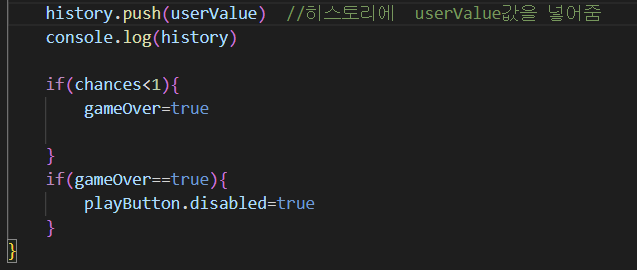 history.push(userValue)  //히스토리에  userValue값을 넣어줌
console.log(history)
if(chances<1){
gameOver=true
}
if(gameOver==true){
playButton.disabled=true
}
}